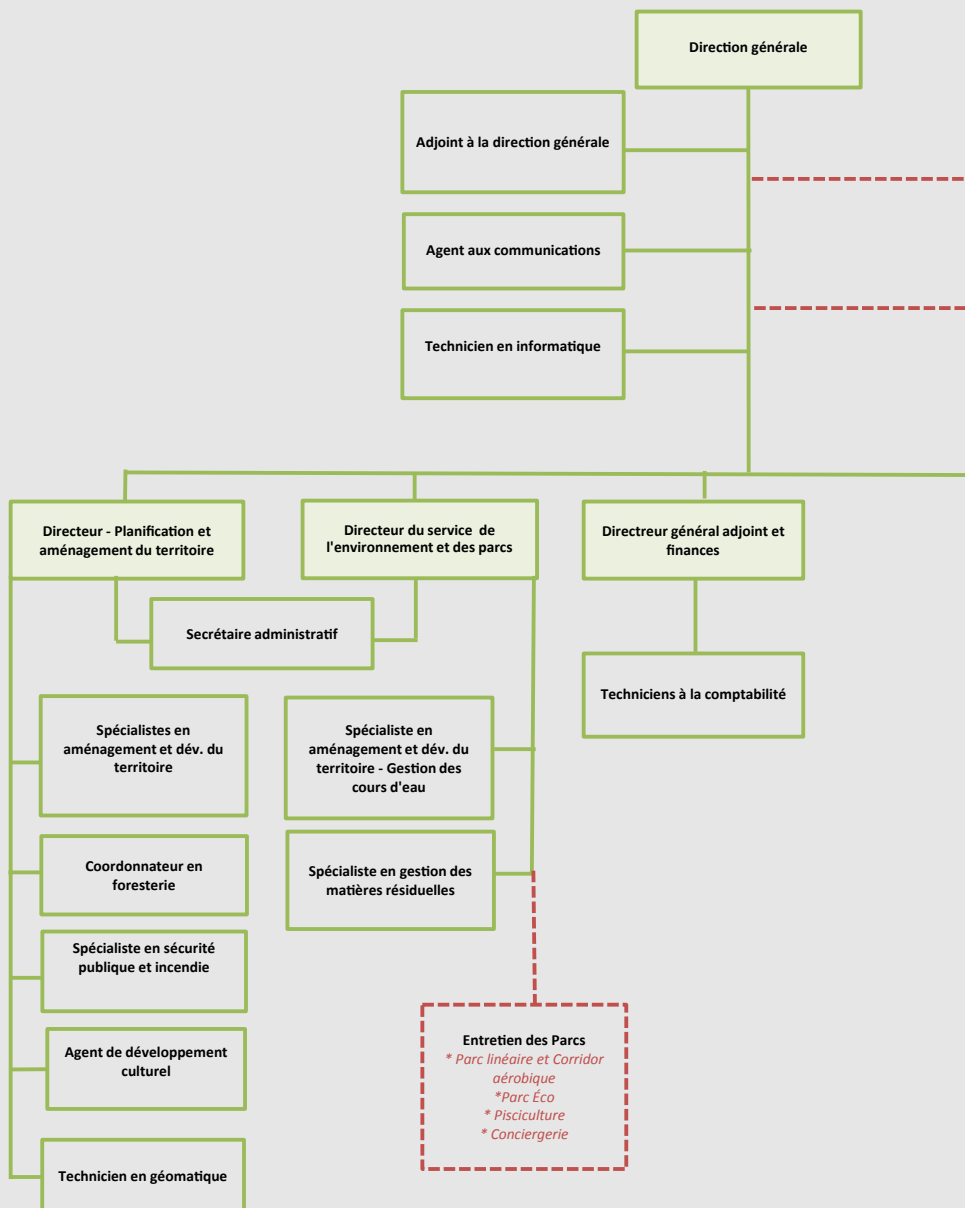 Direction générale
Adjoint à la direction générale
Agent aux communications
Technicien en informatique
Directeur - Planification et
aménagement du territoire
Directeur du service de
l'environnement et des parcs
Directreur général adjoint et
finances
Secrétaire administratif
Techniciens à la comptabilité
Spécialistes en
aménagement et dév. du
territoire
Spécialiste en
aménagement et dév. du
territoire - Gestion des
cours d'eau
Coordonnateur en
foresterie
Spécialiste en gestion des
matières résiduelles
Spécialiste en sécurité
publique et incendie
Agent de développement
culturel
Technicien en géomatique
Entretien des Parcs
* Parc linéaire et Corridor
aérobique
*Parc Éco
* Pisciculture
* Conciergerie